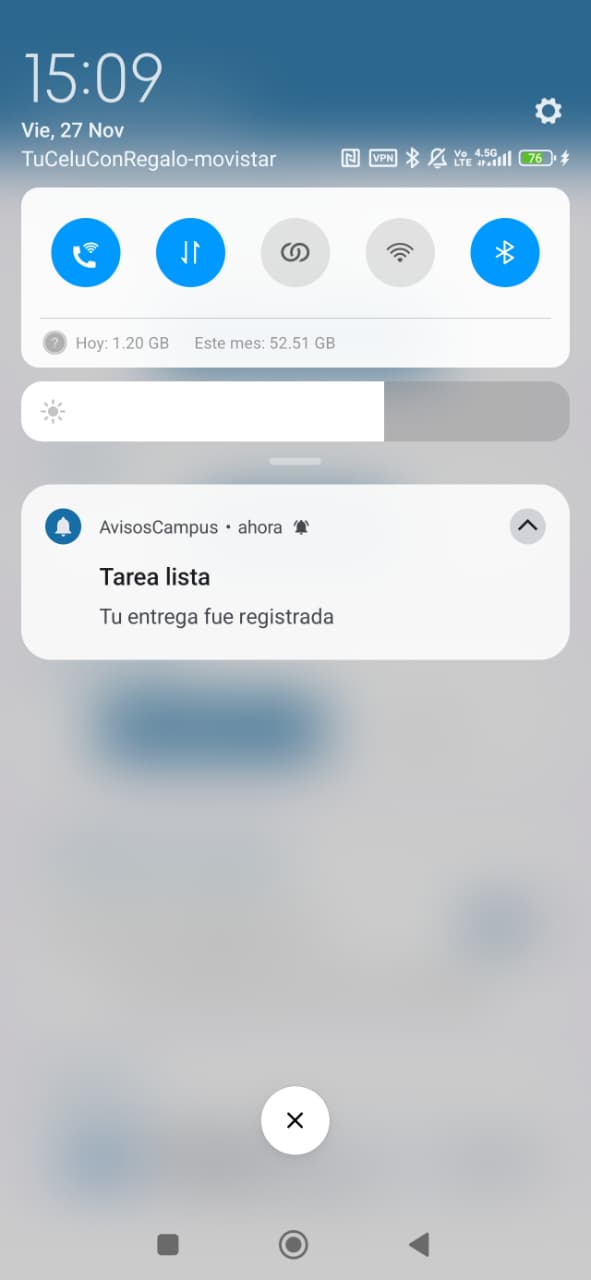 15:09
Vie, 27 Nov
TuCeluConRegalo-movistar
VPN Vo LTE 4.5G 76
? Hoy: 1.20 GB Este mes: 52.51 GB
AvisosCampus • ahora
Tarea lista
Tu entrega fue registrada